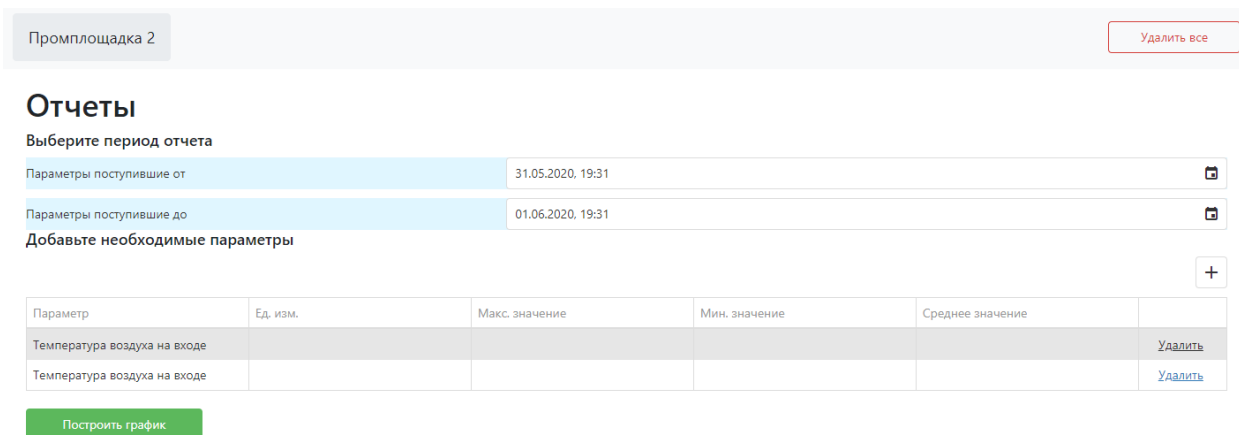 Промплощадка 2
Удалить все
Отчеты
Выберите период отчета
Параметры поступившие от 31.05.2020, 19:31
Параметры поступившие до 01.06.2020, 19:31
Добавьте необходимые параметры
+
Параметр Ед. изм. Макс. значение Мин. значение Среднее значение
Температура воздуха на входе Удалить
Температура воздуха на входе Удалить
Построить график